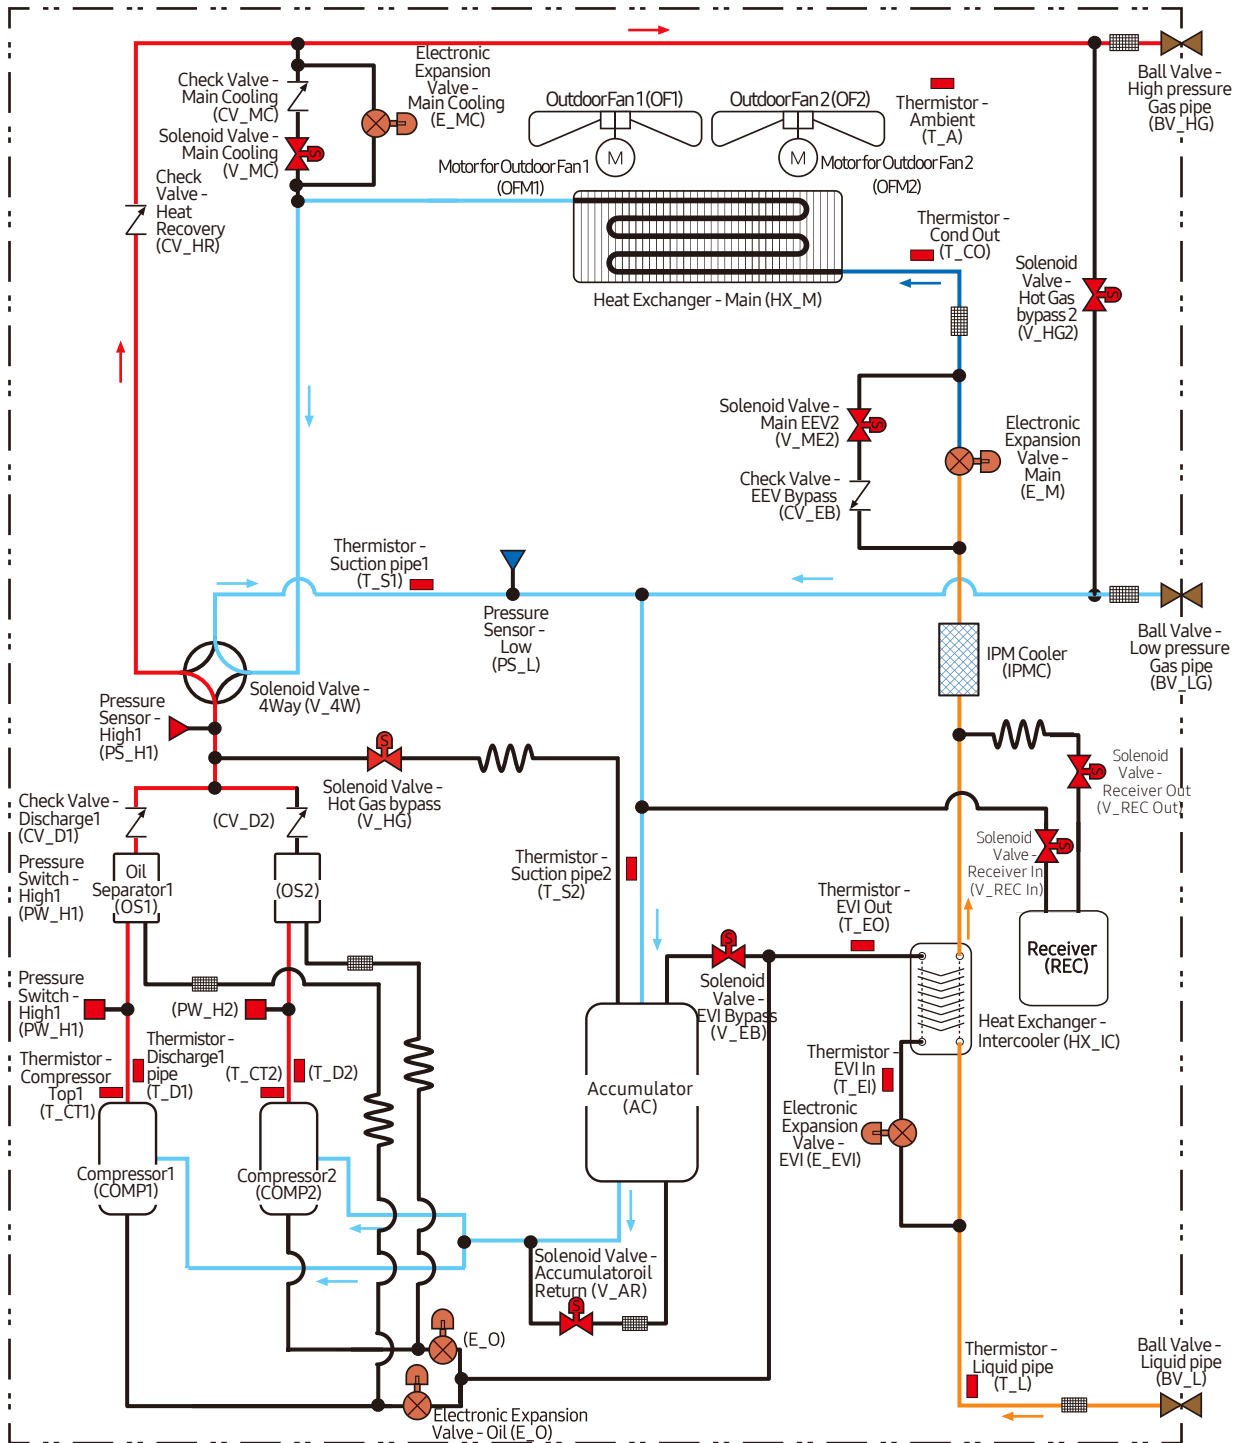 Electronic
Expansion
Valve -
Main Cooling
(E_MC)
Check Valve -
Main Cooling
(CV_MC)
Solenoid Valve -
Main Cooling
(V_MC)
Outdoor Fan 1 (OF1)
Outdoor Fan 2 (OF2)
M
M
Motor for Outdoor Fan 1
(OFM1)
Motor for Outdoor Fan 2
(OFM2)
Thermistor -
Ambient
(T_A)
Ball Valve -
High pressure
Gas pipe
(BV_HG)
S
Check
Valve -
Heat
Recovery
(CV_HR)
Thermistor -
Cond Out
(T_CO)
Heat Exchanger - Main (HX_M)
Solenoid
Valve -
Hot Gas
bypass 2
(V_HG2)
S
Solenoid Valve -
Main EEV2
(V_ME2)
S
Electronic
Expansion
Valve -
Main
(E_M)
Check Valve -
EEV Bypass
(CV_EB)
Thermistor -
Suction pipe1
(T_S1)
Pressure
Sensor -
Low
(PS_L)
Ball Valve -
Low pressure
Gas pipe
(BV_LG)
IPM Cooler
(IPMC)
Solenoid Valve -
4Way (V_4W)
Pressure
Sensor -
High1
(PS_H1)
S
Solenoid Valve -
Hot Gas bypass
(V_HG)
Solenoid
Valve -
Receiver Out
(V_REC Out)
S
Check Valve -
Discharge1
(CV_D1)
(CV_D2)
Solenoid
Valve -
Receiver In
(V_REC In)
S
Pressure
Switch -
High1
(PW_H1)
Oil
Separator1
(OS1)
(OS2)
Thermistor -
Suction pipe2
(T_S2)
Thermistor -
EVI Out
(T_EO)
Receiver
(REC)
S
Solenoid
Valve -
EVI Bypass
(V_EB)
Pressure
Switch -
High1
(PW_H1)
(PW_H2)
Heat Exchanger -
Intercooler (HX_IC)
Thermistor -
Compressor
Top1
(T_CT1)
Thermistor -
Discharge1
pipe
(T_D1)
(T_CT2)
(T_D2)
Accumulator
(AC)
Thermistor -
EVI In
(T_EI)
Electronic
Expansion
Valve -
EVI (E_EVI)
Compressor1
(COMP1)
Compressor2
(COMP2)
Solenoid Valve -
Accumulatoroil
Return (V_AR)
S
(E_O)
Electronic Expansion
Valve - Oil (E_O)
Thermistor -
Liquid pipe
(T_L)
Ball Valve -
Liquid pipe
(BV_L)